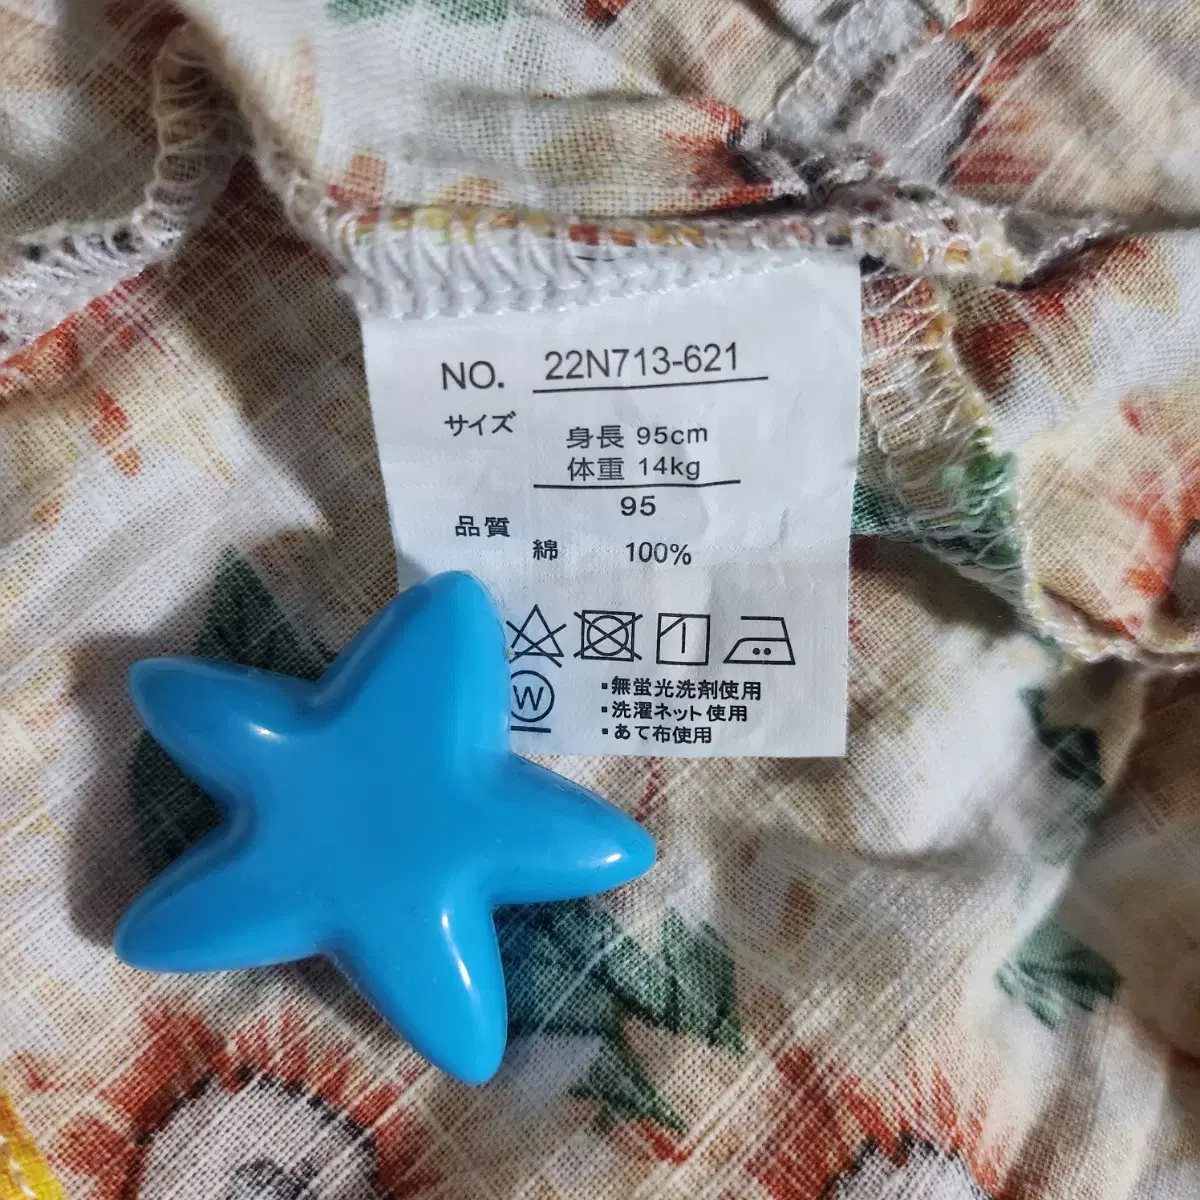 NO. 22N713-621
サイズ
身長 95cm
体重 14kg
95
品質
綿 100%
W
・無蛍光洗剤使用
・洗濯ネット使用
・あて布使用